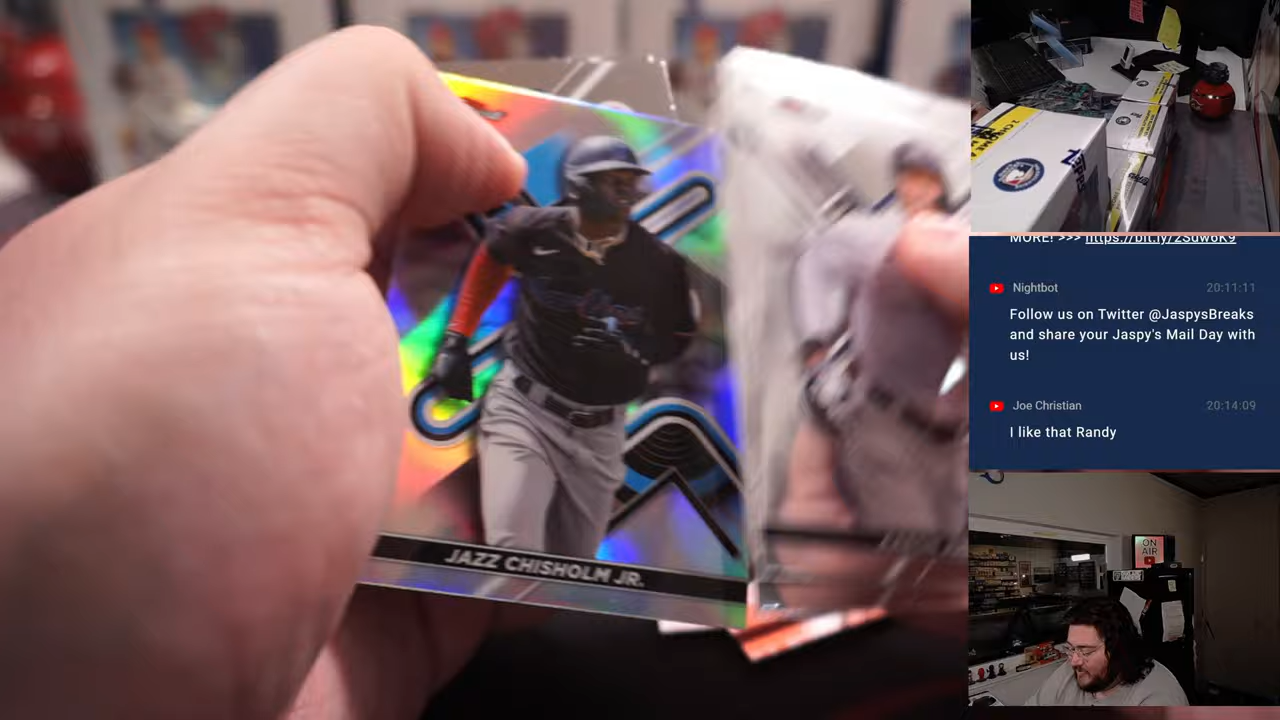 JAZZ CHISHOLM JR.
MORE! >>> https://bit.ly/2Sdw6K9
Nightbot 20:11:11
Follow us on Twitter @JaspysBreaks
and share your Jaspy's Mail Day with
us!
Joe Christian 20:14:09
I like that Randy
ON
AIR